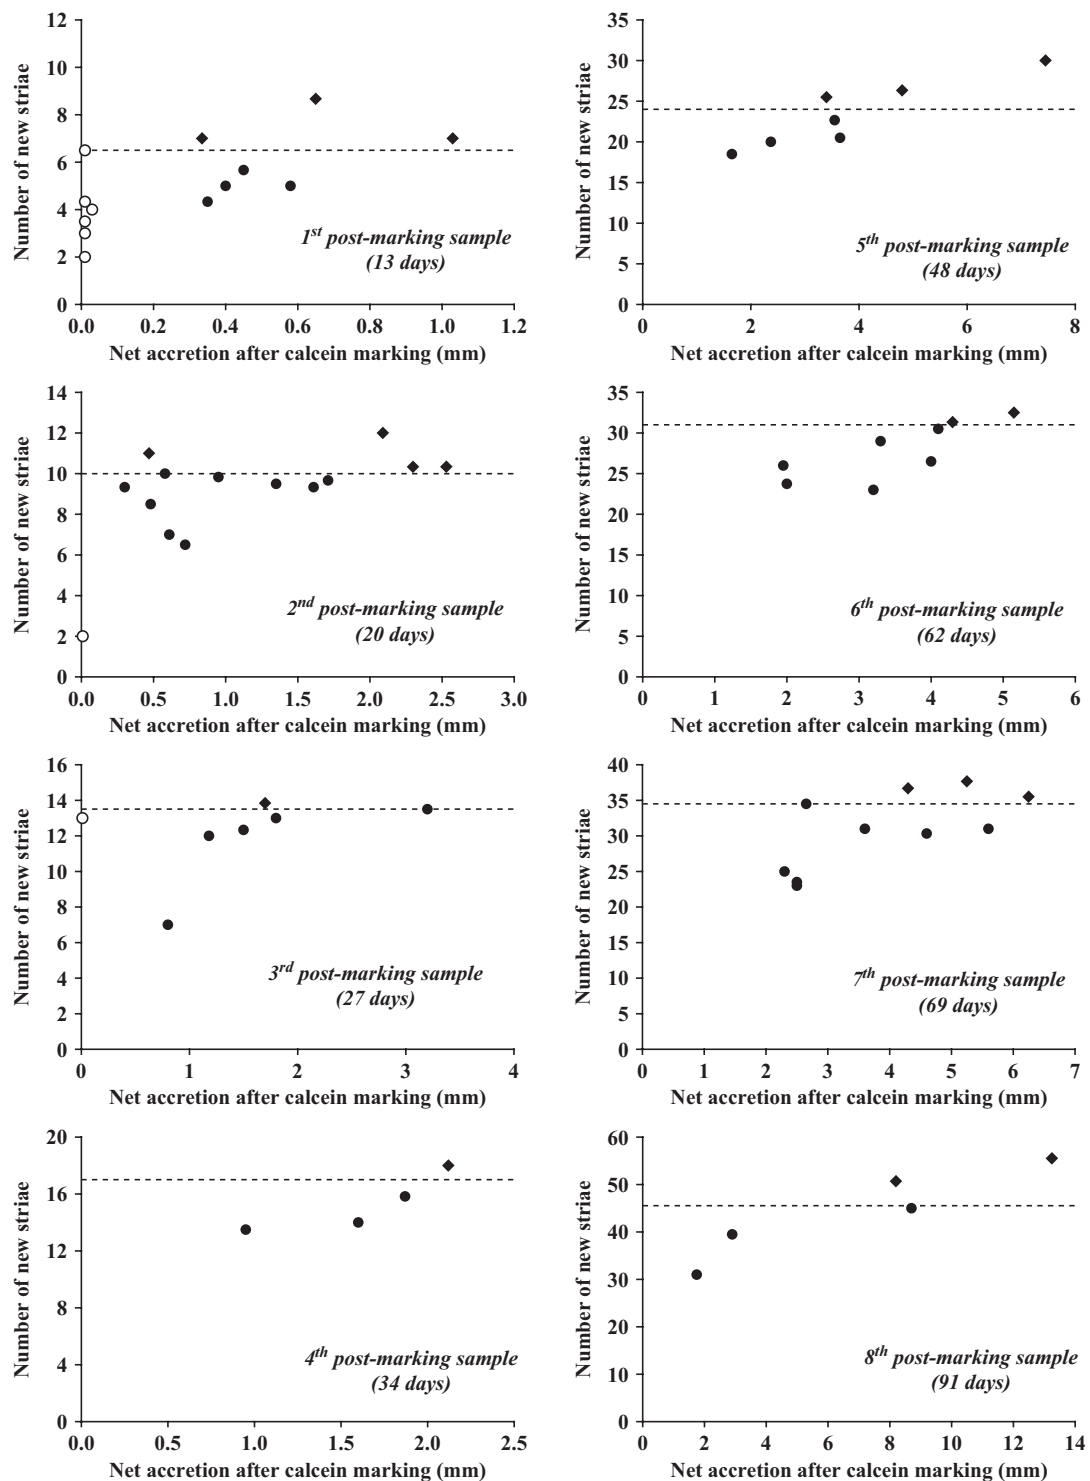 12
10
8
6
4
2
0
Number of new striae
1st post-marking sample
(13 days)
0.0 0.2 0.4 0.6 0.8 1.0 1.2
Net accretion after calcein marking (mm)
35
30
25
20
15
10
5
0
Number of new striae
5th post-marking sample
(48 days)
0 2 4 6 8
Net accretion after calcein marking (mm)
14
12
10
8
6
4
2
0
Number of new striae
2nd post-marking sample
(20 days)
0.0 0.5 1.0 1.5 2.0 2.5 3.0
Net accretion after calcein marking (mm)
35
30
25
20
15
10
5
0
Number of new striae
6th post-marking sample
(62 days)
0 1 2 3 4 5 6
Net accretion after calcein marking (mm)
16
14
12
10
8
6
4
2
0
Number of new striae
3rd post-marking sample
(27 days)
0 1 2 3 4
Net accretion after calcein marking (mm)
40
35
30
25
20
15
10
5
0
Number of new striae
7th post-marking sample
(69 days)
0 1 2 3 4 5 6 7
Net accretion after calcein marking (mm)
20
16
12
8
4
0
Number of new striae
4th post-marking sample
(34 days)
0.0 0.5 1.0 1.5 2.0 2.5
Net accretion after calcein marking (mm)
60
50
40
30
20
10
0
Number of new striae
8th post-marking sample
(91 days)
0 2 4 6 8 10 12 14
Net accretion after calcein marking (mm)